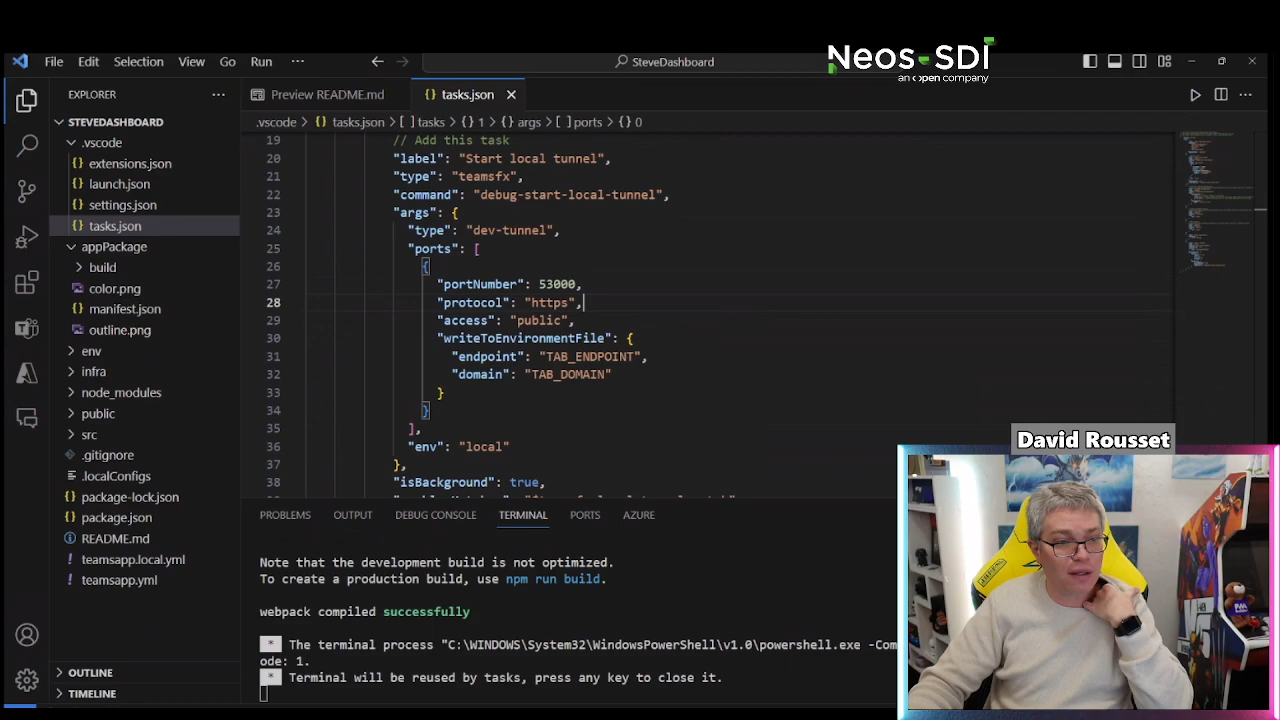 Neos-SDI
an open company
File Edit Selection View Go Run ··· SteveDashboard
EXPLORER ···
Preview README.md
tasks.json
STEVEDASHBOARD
.vscode > {} tasks.json > [ ] tasks > {} 1 > {} args > [ ] ports > {} 0
.vscode
extensions.json
launch.json
settings.json
tasks.json
appPackage
build
color.png
manifest.json
outline.png
env
infra
node_modules
public
src
.gitignore
.localConfigs
package-lock.json
package.json
README.md
teamsapp.local.yml
teamsapp.yml
OUTLINE
TIMELINE
19 // Add this task
20 "label": "Start local tunnel",
21 "type": "teamsfx",
22 "command": "debug-start-local-tunnel",
23 "args": {
24 "type": "dev-tunnel",
25 "ports": [
26 {
27 "portNumber": 53000,
28 "protocol": "https",
29 "access": "public",
30 "writeToEnvironmentFile": {
31 "endpoint": "TAB_ENDPOINT",
32 "domain": "TAB_DOMAIN"
33 }
34 }
35 ],
36 "env": "local"
37 },
38 "isBackground": true,
PROBLEMS OUTPUT DEBUG CONSOLE TERMINAL PORTS AZURE
Note that the development build is not optimized.
To create a production build, use npm run build.
webpack compiled successfully
* The terminal process "C:\WINDOWS\System32\WindowsPowerShell\v1.0\powershell.exe -Com
ode: 1.
* Terminal will be reused by tasks, press any key to close it.
David Rousset